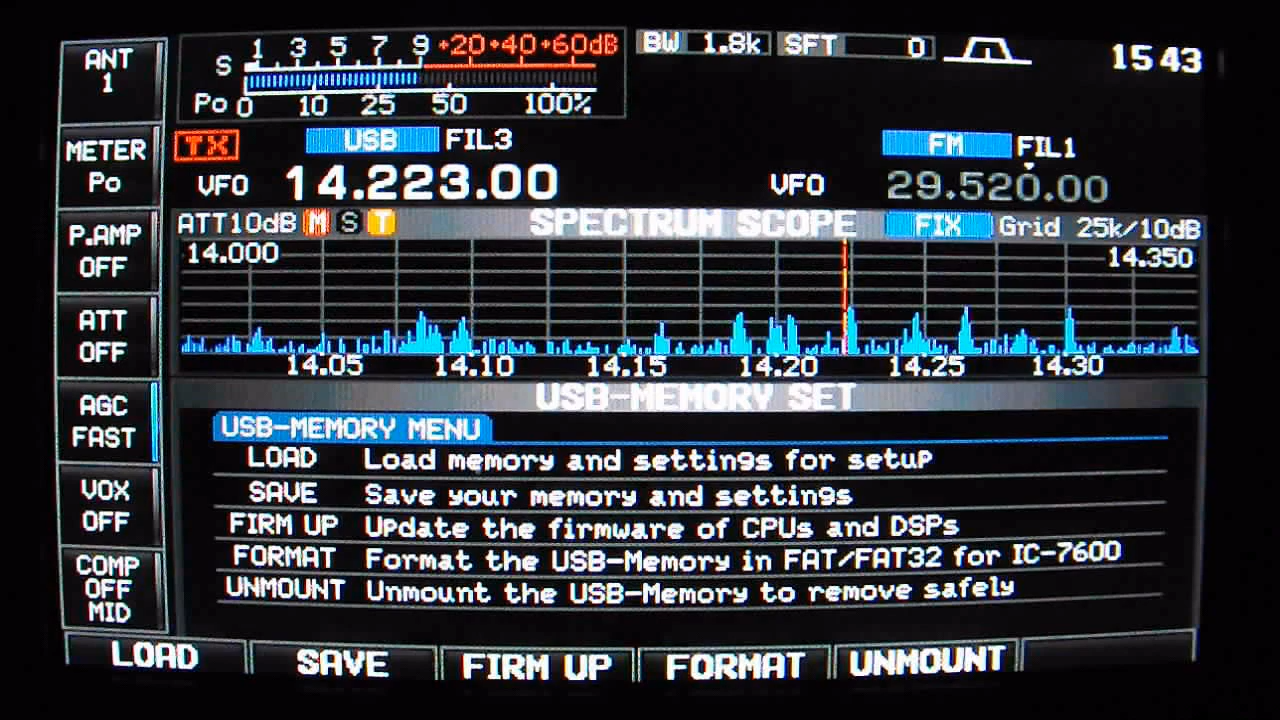 ANT
1
METER
Po
P.AMP
OFF
ATT
OFF
AGC
FAST
VOX
OFF
COMP
OFF
MID
S 1 3 5 7 9 +20+40+60dB
Po 0 10 25 50 100%
BW 1.8k SFT 0
15 43
TX USB FIL3
VFO 14.223.00
FM FIL1
VFO 29.520.00
ATT10dB M S T SPECTRUM SCOPE FIX Grid 25k/10dB
14.000 14.350
14.05 14.10 14.15 14.20 14.25 14.30
USB-MEMORY SET
USB-MEMORY MENU
LOAD Load memory and settings for setup
SAVE Save your memory and settings
FIRM UP Update the firmware of CPUs and DSPs
FORMAT Format the USB-Memory in FAT/FAT32 for IC-7600
UNMOUNT Unmount the USB-Memory to remove safely
LOAD SAVE FIRM UP FORMAT UNMOUNT